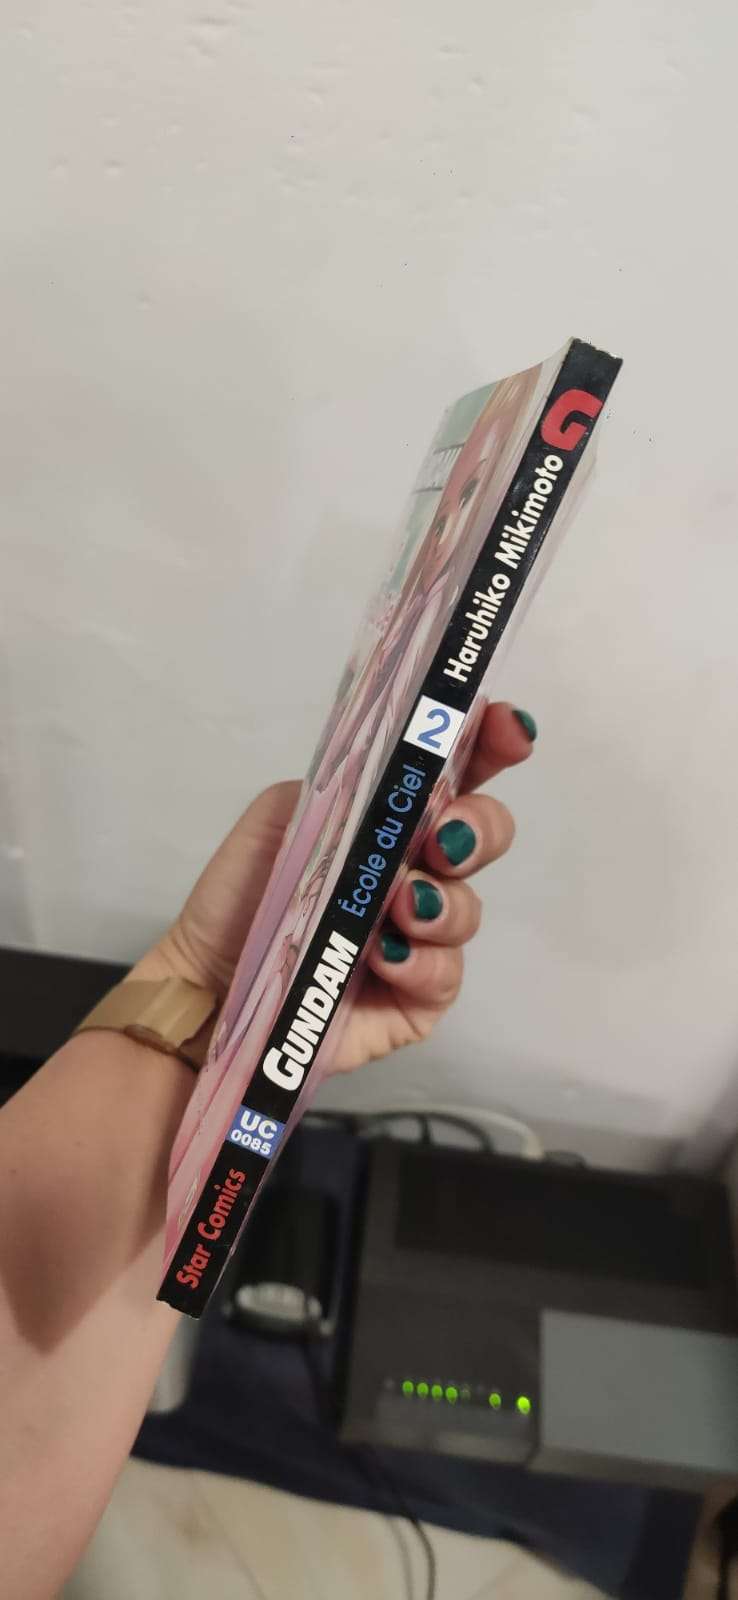 Star Comics
UC
0085
GUNDAM École du Ciel 2 Haruhiko Mikimoto